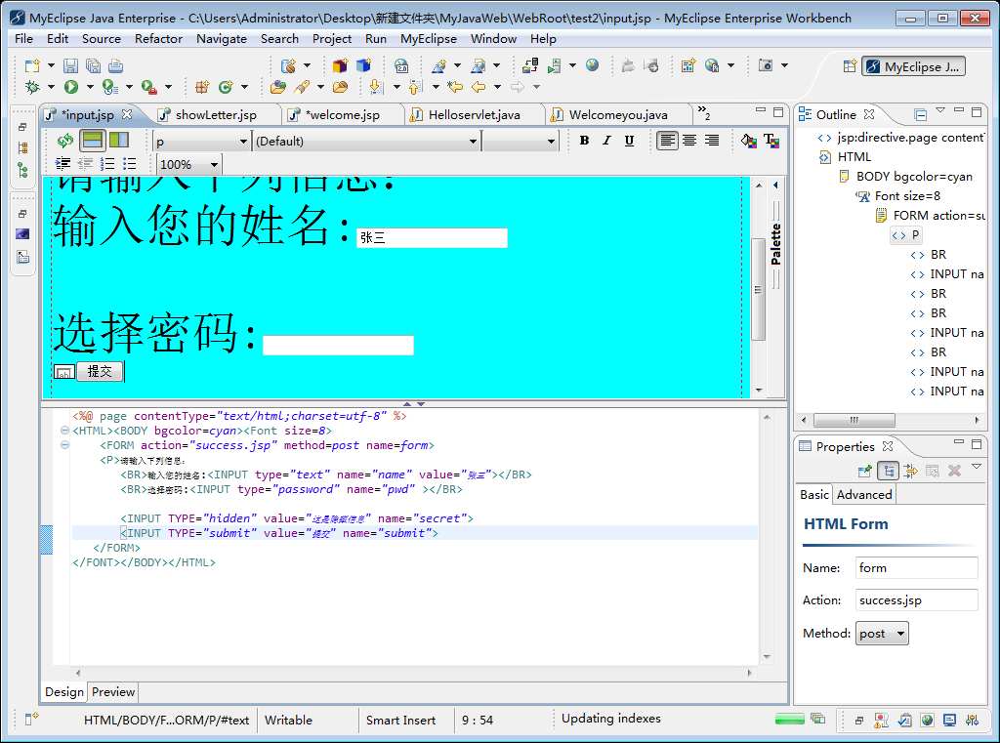 MyEclipse Java Enterprise - C:\Users\Administrator\Desktop\新建文件夹\MyJavaWeb\WebRoot\test2\input.jsp - MyEclipse Enterprise Workbench
File Edit Source Refactor Navigate Search Project Run MyEclipse Window Help
MyEclipse J...
*input.jsp showLetter.jsp *welcome.jsp Helloservlet.java Welcomeyou.java »2
p (Default) B I U
100%
请输入下列信息:
输入您的姓名: 张三
选择密码:
ab 提交
Palette
<%@ page contentType="text/html;charset=utf-8" %>
<HTML><BODY bgcolor=cyan><Font size=8>
<FORM action="success.jsp" method=post name=form>
<P>请输入下列信息:
<BR>输入您的姓名:<INPUT type="text" name="name" value="张三"></BR>
<BR>选择密码:<INPUT type="password" name="pwd" ></BR>
<INPUT TYPE="hidden" value="这是隐藏信息" name="secret">
<INPUT TYPE="submit" value="提交" name="submit">
</FORM>
</FONT></BODY></HTML>
Design Preview
Outline
jsp:directive.page content
HTML
BODY bgcolor=cyan
Font size=8
FORM action=su
<> P
<> BR
<> INPUT na
<> BR
<> BR
<> INPUT na
<> BR
<> INPUT na
<> INPUT na
Properties
Basic Advanced
HTML Form
Name: form
Action: success.jsp
Method: post
HTML/BODY/F...ORM/P/#text Writable Smart Insert 9 : 54 Updating indexes